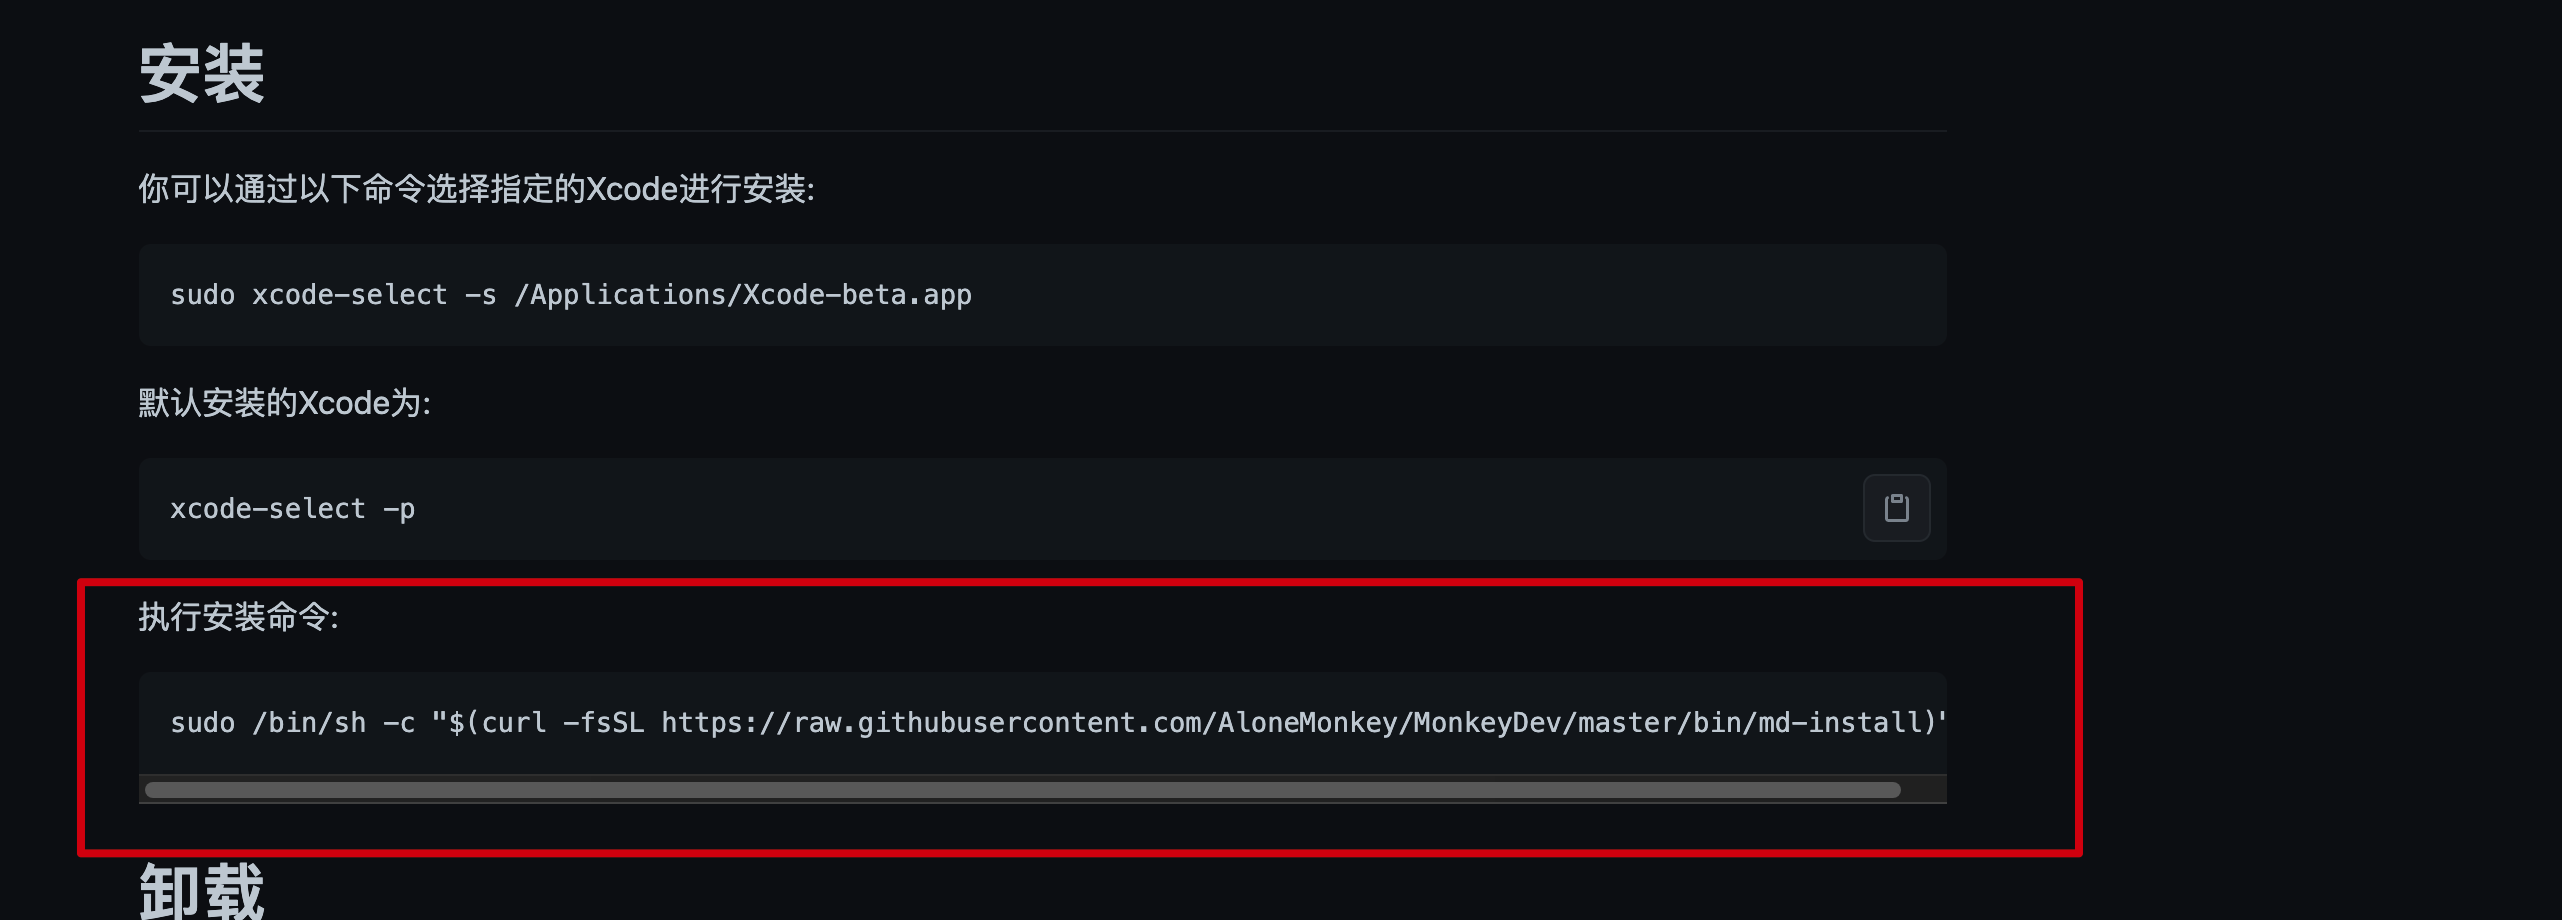 安装
你可以通过以下命令选择指定的Xcode进行安装:
sudo xcode-select -s /Applications/Xcode-beta.app
默认安装的Xcode为:
xcode-select -p
执行安装命令:
sudo /bin/sh -c "$(curl -fsSL https://raw.githubusercontent.com/AloneMonkey/MonkeyDev/master/bin/md-install)"
卸载